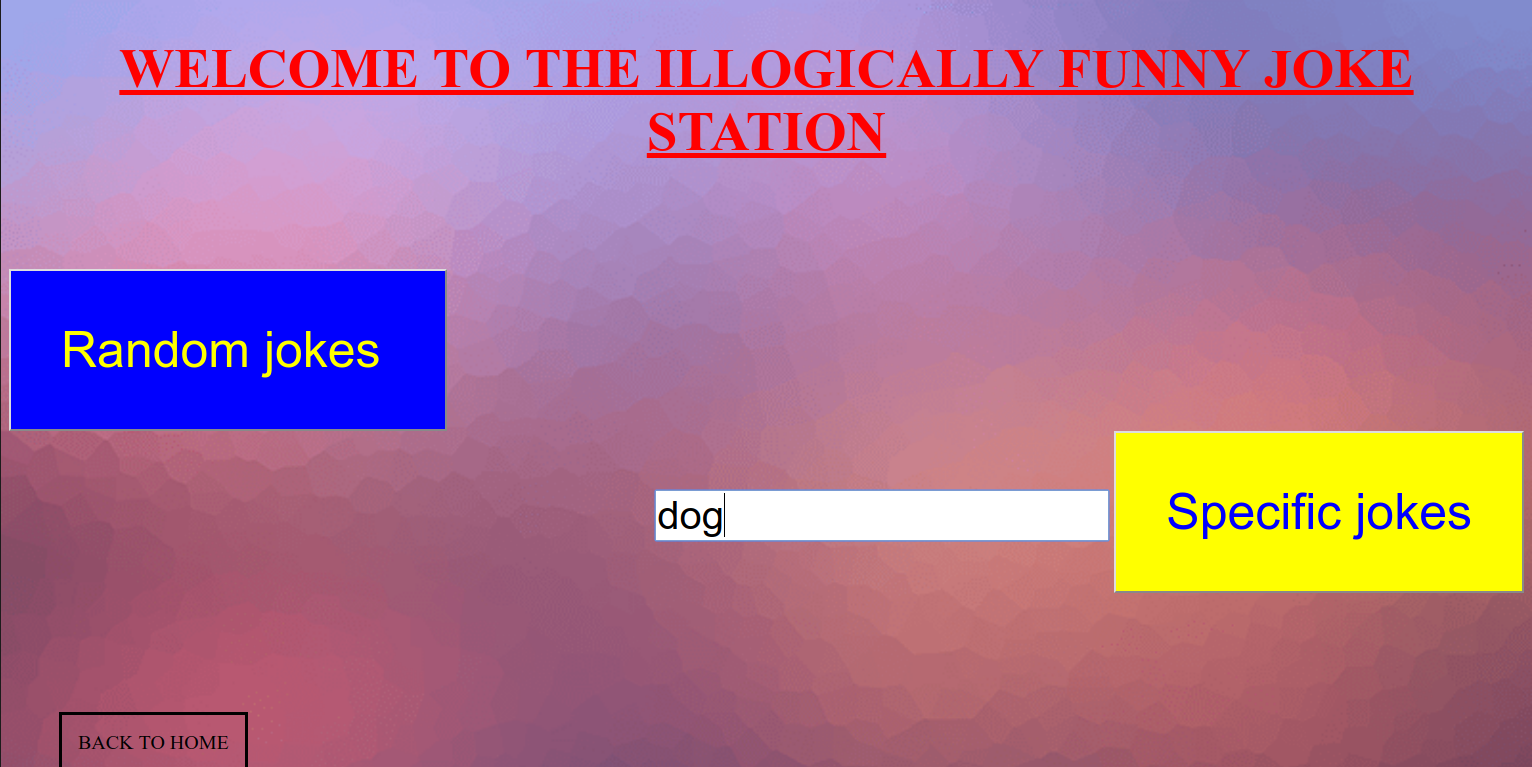 WELCOME TO THE ILLOGICALLY FUNNY JOKE
STATION
Random jokes
dog
Specific jokes
BACK TO HOME